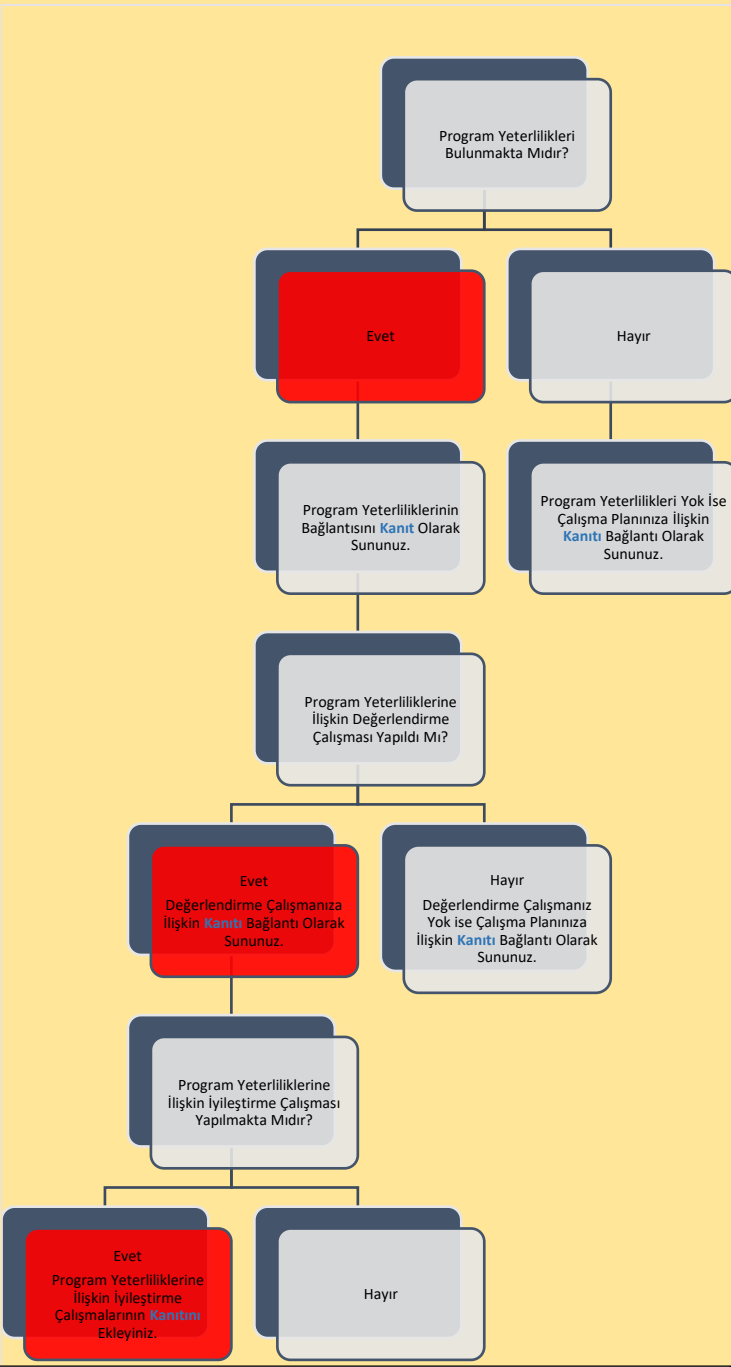 Program Yeterlilikleri
Bulunmakta Mıdır?
Evet
Hayır
Program Yeterliliklerinin
Bağlantısını Kanıt Olarak
Sununuz.
Program Yeterlilikleri Yok İse
Çalışma Planınıza İlişkin
Kanıtı Bağlantı Olarak
Sununuz.
Program Yeterliliklerine
İlişkin Değerlendirme
Çalışması Yapıldı Mı?
Evet
Değerlendirme Çalışmanıza
İlişkin Kanıtı Bağlantı Olarak
Sununuz.
Hayır
Değerlendirme Çalışmanız
Yok ise Çalışma Planınıza
İlişkin Kanıtı Bağlantı Olarak
Sununuz.
Program Yeterliliklerine
İlişkin İyileştirme Çalışması
Yapılmakta Mıdır?
Evet
Program Yeterliliklerine
İlişkin İyileştirme
Çalışmalarının Kanıtını
Ekleyiniz.
Hayır